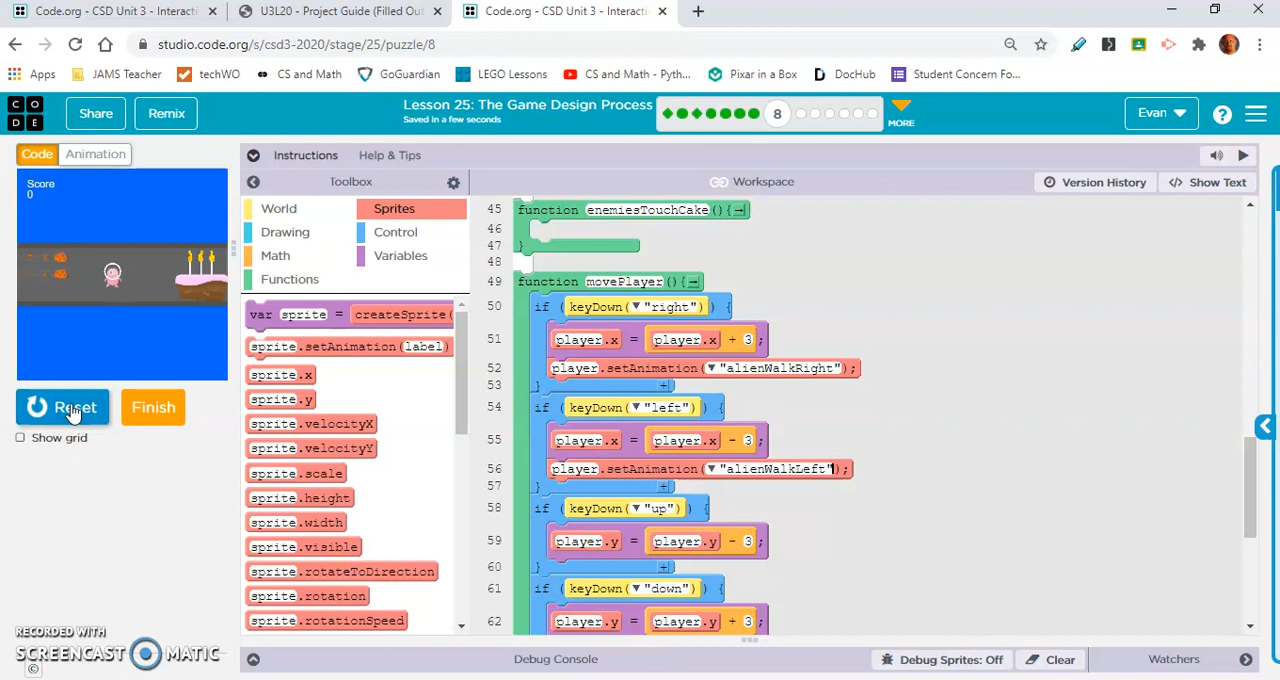 Code.org - CSD Unit 3 - Interacti
U3L20 - Project Guide (Filled Out
Code.org - CSD Unit 3 - Interacti
studio.code.org/s/csd3-2020/stage/25/puzzle/8
Apps
JAMS Teacher
techWO
CS and Math
GoGuardian
LEGO Lessons
CS and Math - Pyth...
Pixar in a Box
DocHub
Student Concern Fo...
C O
D E
Share
Remix
Lesson 25: The Game Design Process
Saved in a few seconds
8
MORE
Evan
?
Code
Animation
Instructions
Help & Tips
Toolbox
Workspace
Version History
</> Show Text
Score
0
Reset
Finish
Show grid
World
Sprites
Drawing
Control
Math
Variables
Functions
var sprite = createSprite(
sprite.setAnimation(label)
sprite.x
sprite.y
sprite.velocityX
sprite.velocityY
sprite.scale
sprite.height
sprite.width
sprite.visible
sprite.rotateToDirection
sprite.rotation
sprite.rotationSpeed
45 function enemiesTouchCake(){
46
47 }
48
49 function movePlayer(){
50 if (keyDown("right")) {
51 player.x = player.x + 3;
52 player.setAnimation("alienWalkRight");
53 }
54 if (keyDown("left")) {
55 player.x = player.x - 3;
56 player.setAnimation("alienWalkLeft");
57 }
58 if (keyDown("up")) {
59 player.y = player.y - 3;
60 }
61 if (keyDown("down")) {
62 player.y = player.y + 3;
RECORDED WITH
SCREENCAST MATIC
©
Debug Console
Debug Sprites: Off
Clear
Watchers